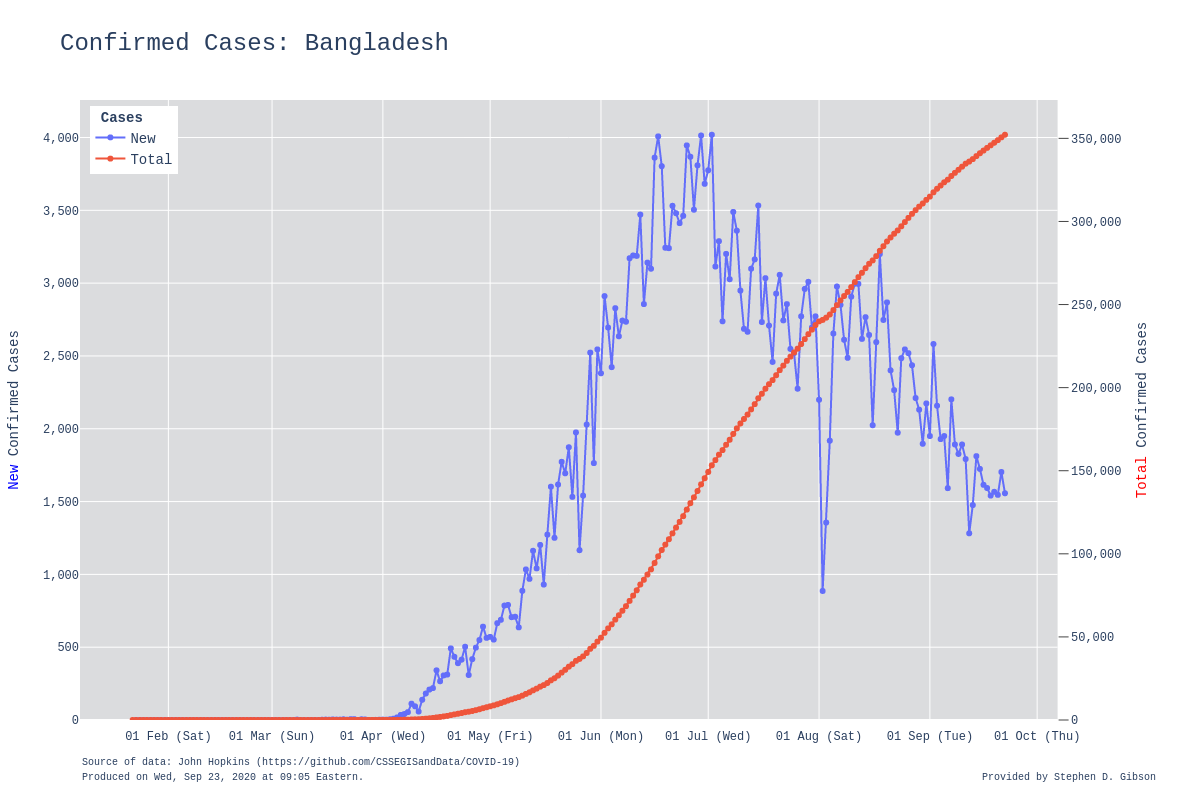 Confirmed Cases: Bangladesh
Cases
New
Total
4,000
3,500
3,000
2,500
2,000
1,500
1,000
500
0
350,000
300,000
250,000
200,000
150,000
100,000
50,000
0
New Confirmed Cases
Total Confirmed Cases
01 Feb (Sat) 01 Mar (Sun) 01 Apr (Wed) 01 May (Fri) 01 Jun (Mon) 01 Jul (Wed) 01 Aug (Sat) 01 Sep (Tue) 01 Oct (Thu)
Source of data: John Hopkins (https://github.com/CSSEGISandData/COVID-19)
Produced on Wed, Sep 23, 2020 at 09:05 Eastern.
Provided by Stephen D. Gibson